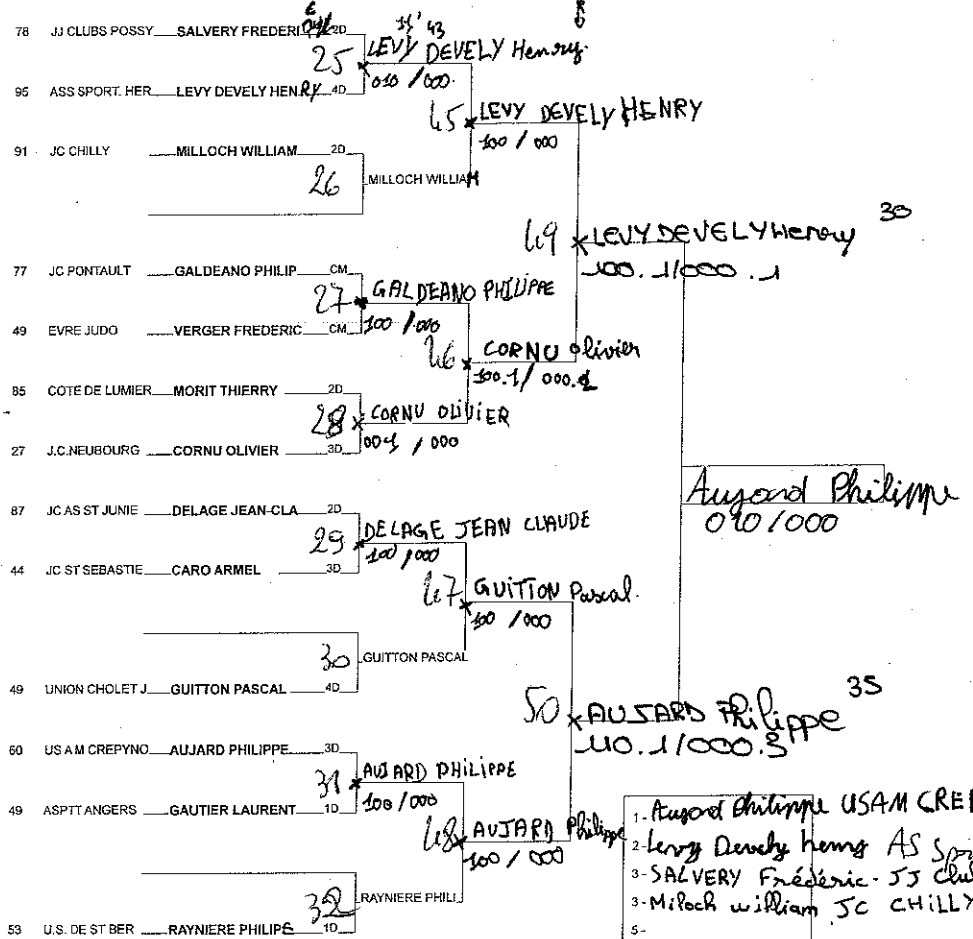 78 JJ CLUBS POSSY SALVERY FREDERI 2D
11'43
25 LEVY DEVELY Henry
010 / 000
95 ASS SPORT. HER LEVY DEVELY HENRY 4D
45 LEVY DEVELY HENRY
100 / 000
91 JC CHILLY MILLOCH WILLIAM 2D
26 MILLOCH WILLIAM
49 LEVY DEVELY Henry 30
100.1/000.1
77 JC PONTAULT GALDEANO PHILIP CM
27 GALDEANO PHILIPPE
100 / 000
49 EVRE JUDO VERGER FREDERIC CM
46 CORNU Olivier
100.1 / 000.
85 COTE DE LUMIER MORIT THIERRY 2D
28 CORNU OLIVIER
001 / 000
27 J.C.NEUBOURG CORNU OLIVIER 3D
Aujard Philippe
010/000
87 JC AS ST JUNIE DELAGE JEAN-CLA 2D
29 DELAGE JEAN CLAUDE
100 / 000
44 JC ST SEBASTIE CARO ARMEL 3D
47 GUITTON Pascal
100 / 000
30 GUITTON PASCAL
49 UNION CHOLET J GUITTON PASCAL 4D
50 AUJARD Philippe 35
110.1/000.3
60 US A M CREPYNO AUJARD PHILIPPE 3D
31 AUJARD PHILIPPE
100 / 000
49 ASPTT ANGERS GAUTIER LAURENT 1D
48 AUJARD Philippe
100 / 000
32 RAYNIERE PHILI
53 U.S. DE ST BER RAYNIERE PHILIPE 1D
1- Aujard Philippe USAM CREP
2- Levy Develly henry AS Spo
3- SALVERY Frédéric - JJ Clu
3- Miloch william JC CHILLY
5-